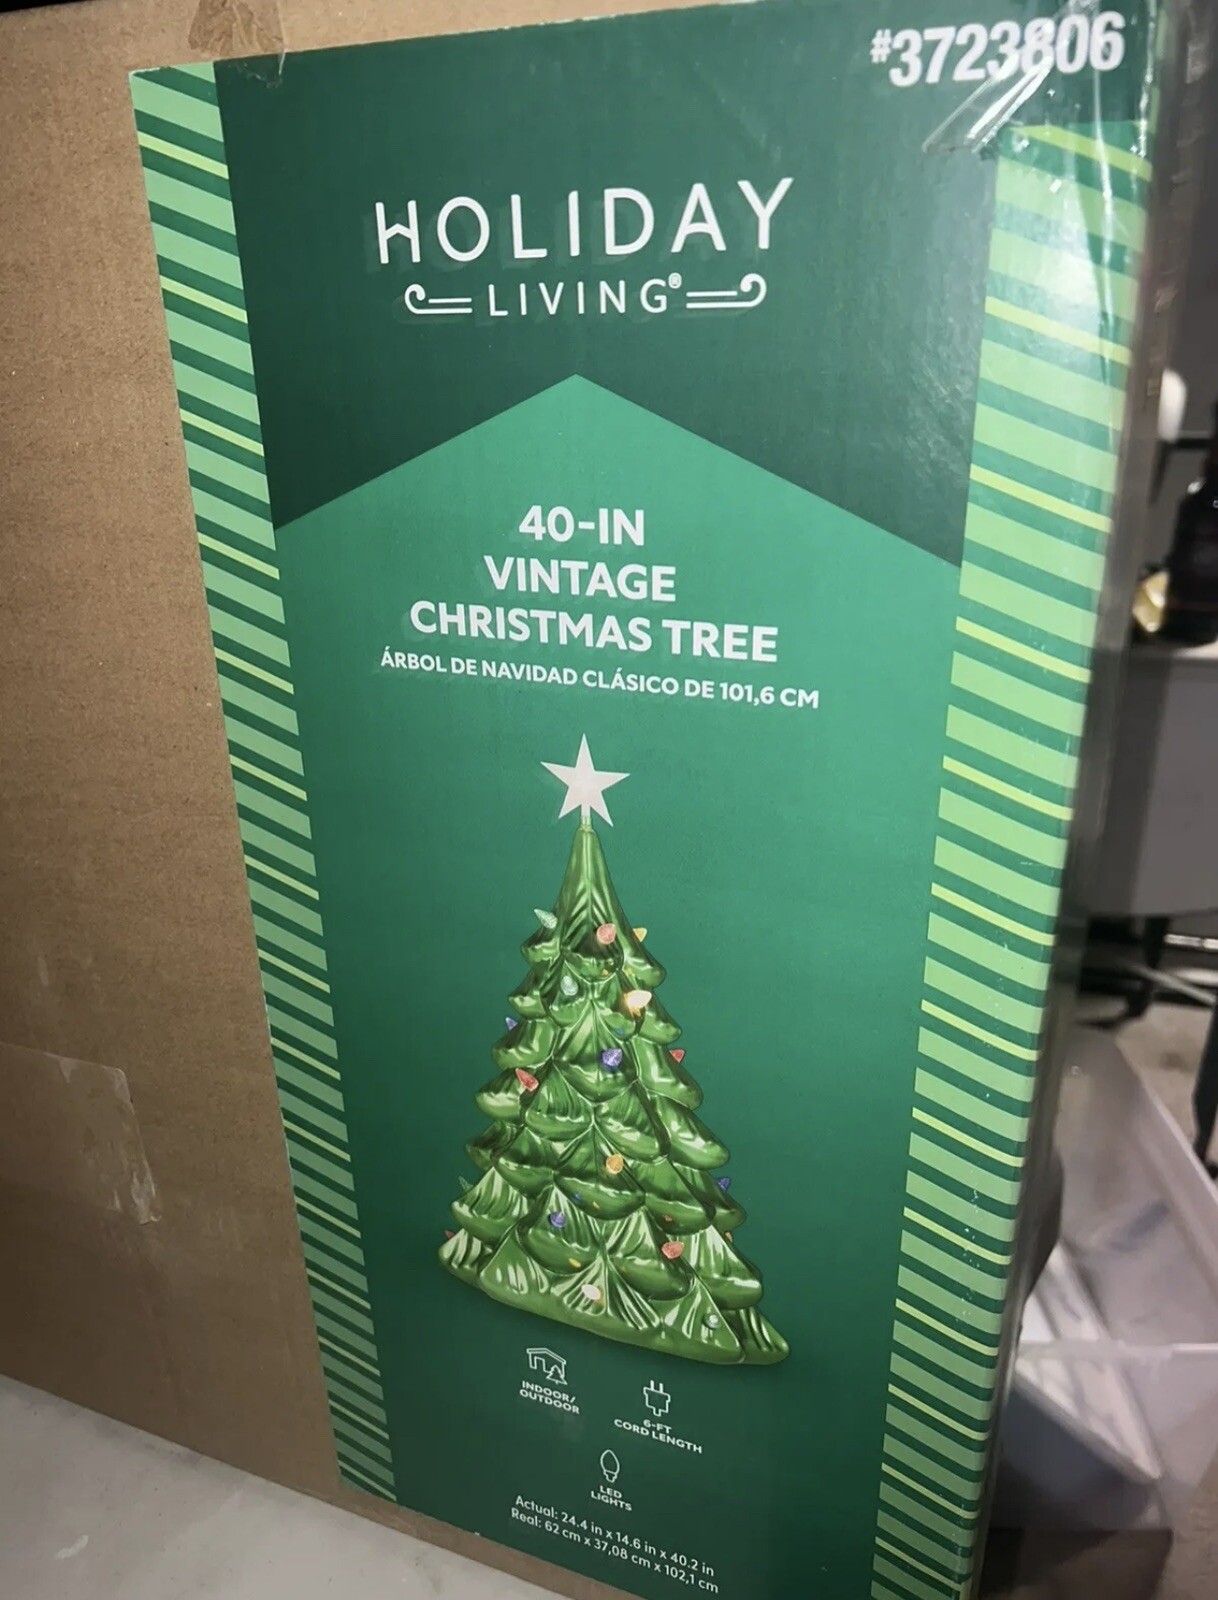 #3723806
HOLIDAY
LIVING®
40-IN
VINTAGE
CHRISTMAS TREE
ÁRBOL DE NAVIDAD CLÁSICO DE 101,6 CM
INDOOR/
OUTDOOR
6-FT
CORD LENGTH
LED
LIGHTS
Actual: 24.4 in x 14.6 in x 40.2 in
Real: 62 cm x 37,08 cm x 102,1 cm